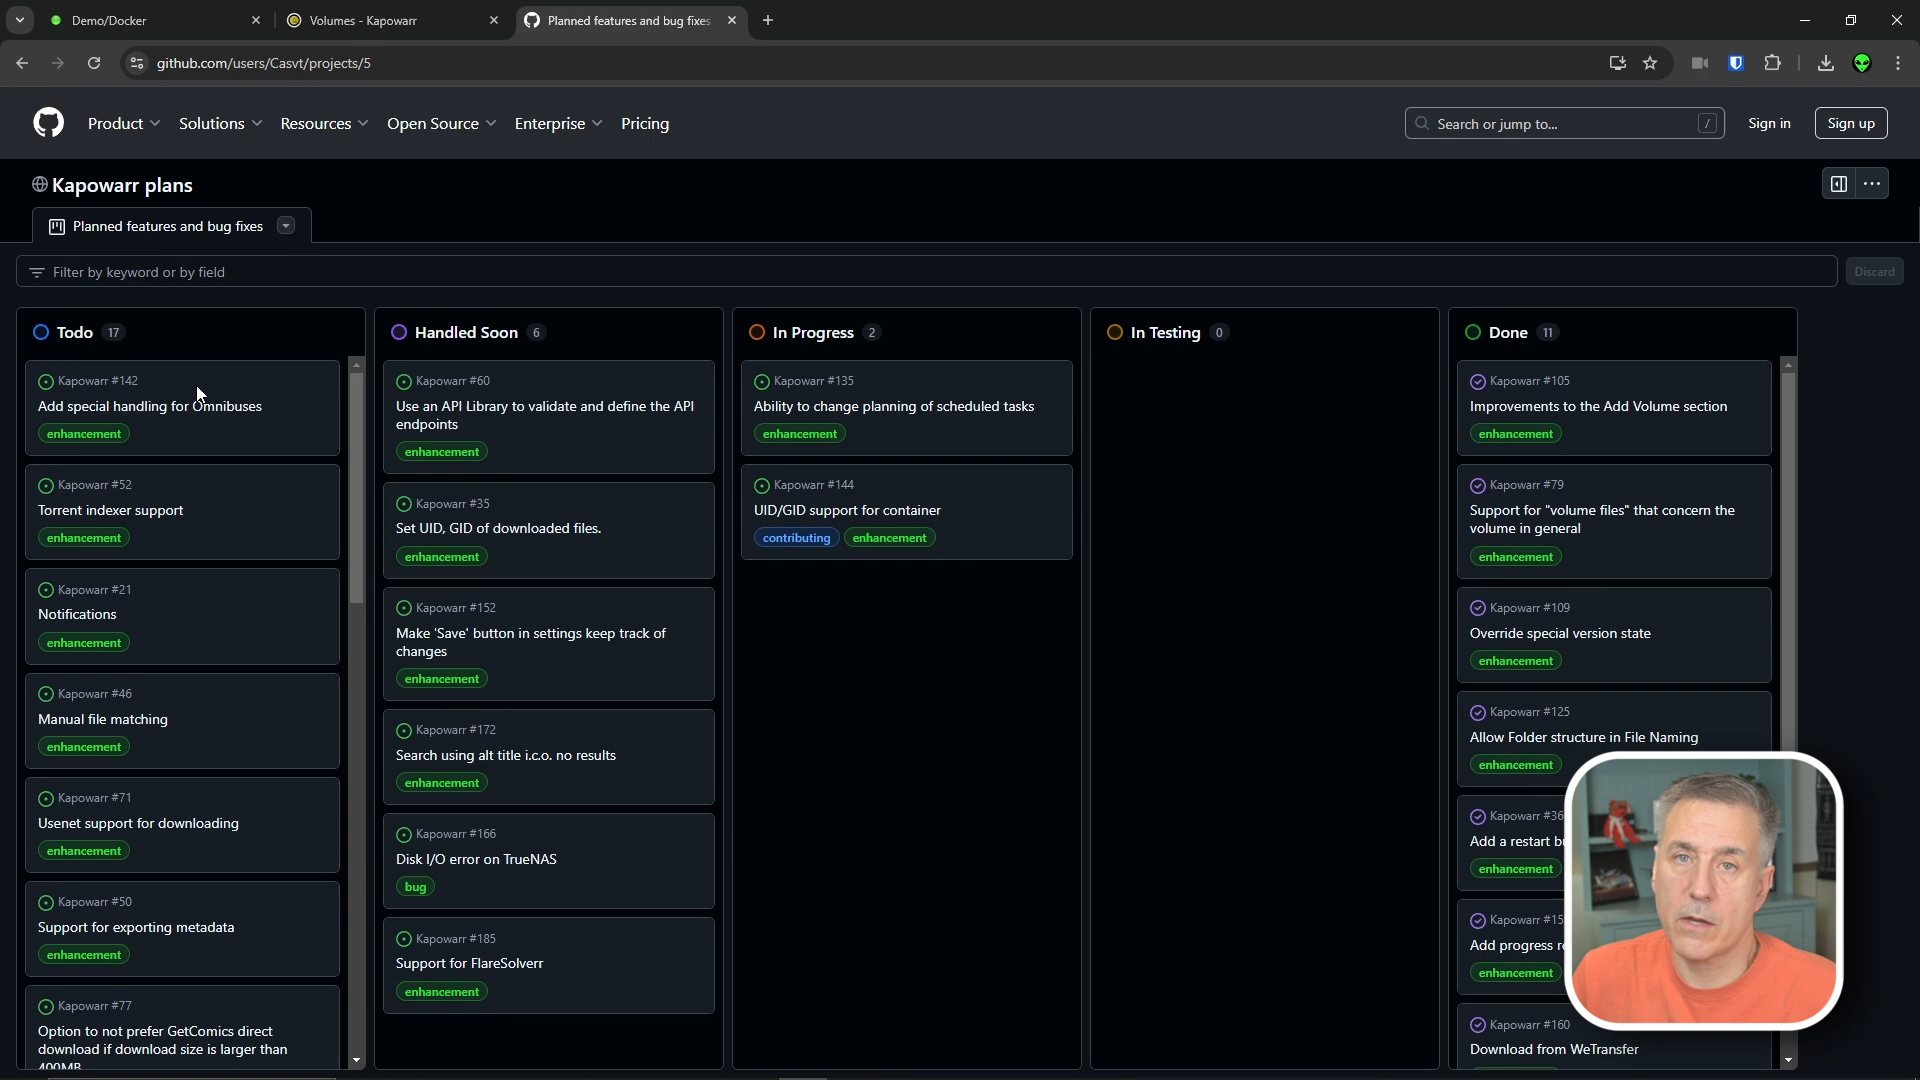 Demo/Docker
Volumes - Kapowarr
Planned features and bug fixes
github.com/users/Casvt/projects/5
Product
Solutions
Resources
Open Source
Enterprise
Pricing
Search or jump to...
/
Sign in
Sign up
Kapowarr plans
Planned features and bug fixes
Filter by keyword or by field
Discard
Todo 17
Kapowarr #142
Add special handling for Omnibuses
enhancement
Kapowarr #52
Torrent indexer support
enhancement
Kapowarr #21
Notifications
enhancement
Kapowarr #46
Manual file matching
enhancement
Kapowarr #71
Usenet support for downloading
enhancement
Kapowarr #50
Support for exporting metadata
enhancement
Kapowarr #77
Option to not prefer GetComics direct
download if download size is larger than
400MB
Handled Soon 6
Kapowarr #60
Use an API Library to validate and define the API
endpoints
enhancement
Kapowarr #35
Set UID, GID of downloaded files.
enhancement
Kapowarr #152
Make 'Save' button in settings keep track of
changes
enhancement
Kapowarr #172
Search using alt title i.c.o. no results
enhancement
Kapowarr #166
Disk I/O error on TrueNAS
bug
Kapowarr #185
Support for FlareSolverr
enhancement
In Progress 2
Kapowarr #135
Ability to change planning of scheduled tasks
enhancement
Kapowarr #144
UID/GID support for container
contributing enhancement
In Testing 0
Done 11
Kapowarr #105
Improvements to the Add Volume section
enhancement
Kapowarr #79
Support for "volume files" that concern the
volume in general
enhancement
Kapowarr #109
Override special version state
enhancement
Kapowarr #125
Allow Folder structure in File Naming
enhancement
Kapowarr #36
Add a restart b
enhancement
Kapowarr #15
Add progress r
enhancement
Kapowarr #160
Download from WeTransfer